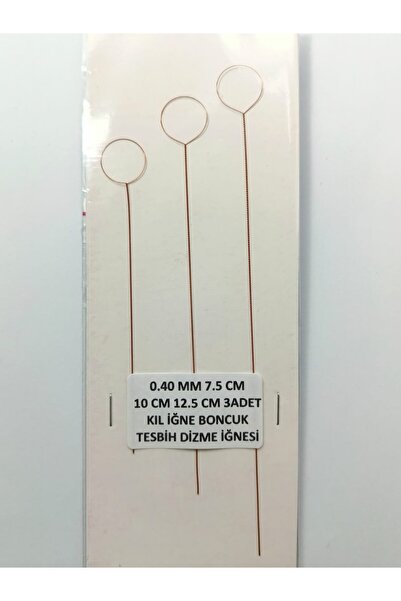 0.40 MM 7.5 CM
10 CM 12.5 CM 3ADET
KIL İĞNE BONCUK
TESBİH DİZME İĞNESİ